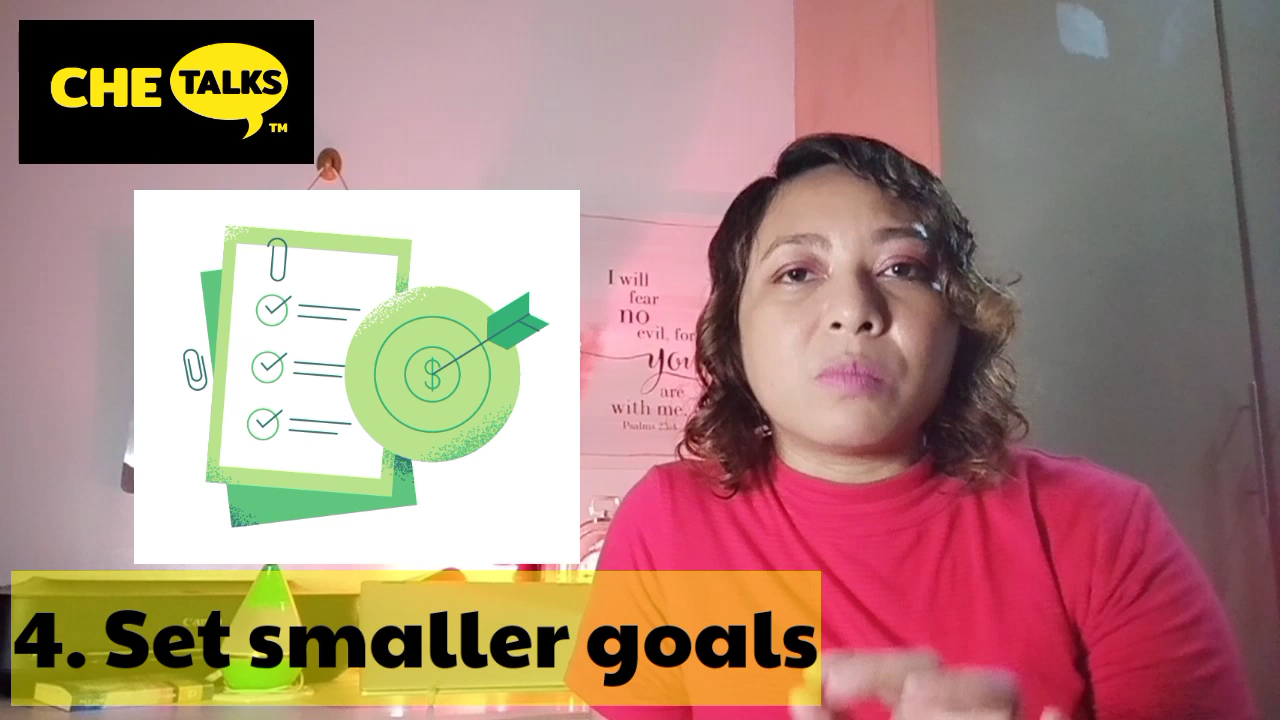 CHE TALKS
TM
I will
fear
no
evil, for
you
are
with me.
Psalms 23:4
$
4. Set smaller goals